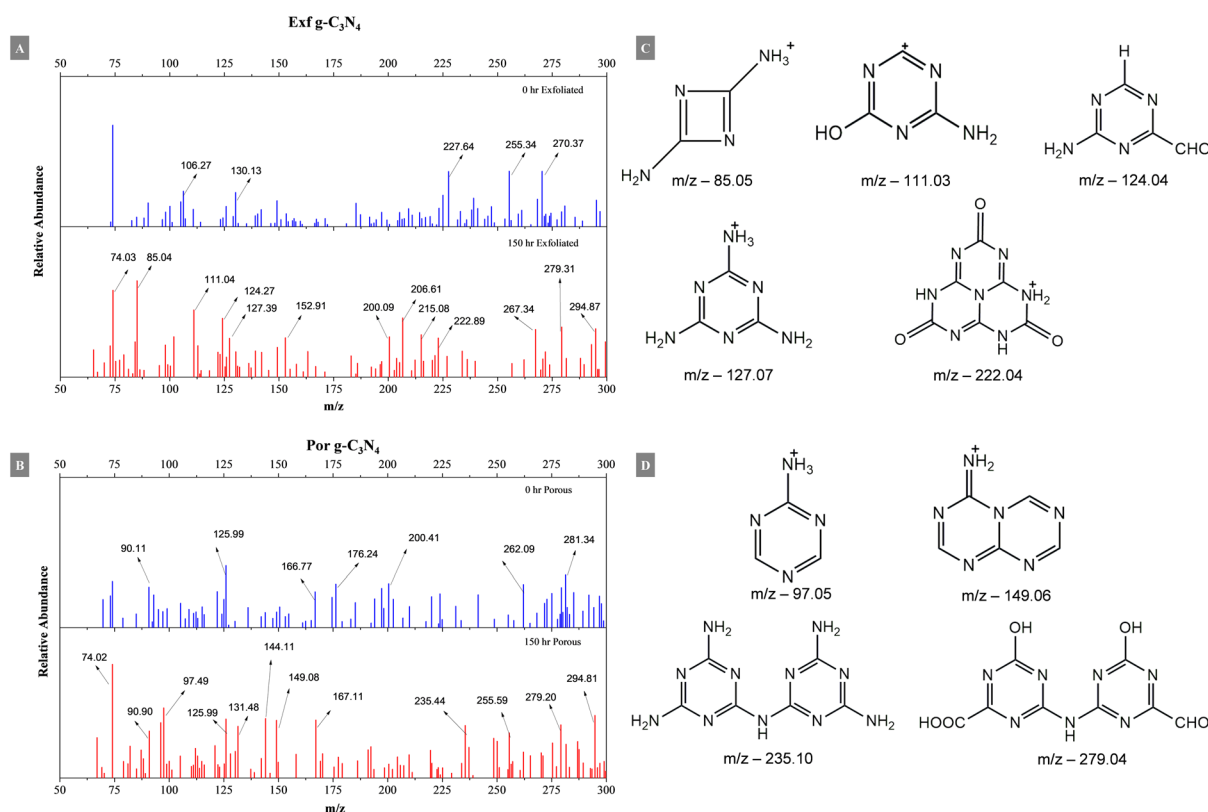 Exf g-C₃N₄
A
50 75 100 125 150 175 200 225 250 275 300
0 hr Exfoliated
227.64 255.34 270.37
106.27 130.13
Relative Abundance
150 Exfoliated
74.03 85.04 279.31
111.04 124.27 206.61
127.39 152.91 200.09 215.08 267.34 294.87
222.89
50 75 100 125 150 175 200 225 250 275 300
m/z
Por g-C₃N₄
B
50 75 100 125 150 175 200 225 250 275 300
0 hr Porous
90.11 125.99 176.24 200.41 281.34
166.77 262.09
Relative Abundance
150 Porous
74.02 144.11
97.49 149.08 294.81
90.90 125.99 131.48 167.11 235.44 255.59 279.20
50 75 100 125 150 175 200 225 250 275 300
m/z
C
NH₃ +
N
N
H₂N
m/z – 85.05
+
C
N N
HO N NH₂
m/z – 111.03
H
N N
H₂N N CHO
m/z – 124.04
+
NH₃
N N
H₂N N NH₂
m/z – 127.07
O
N N
HN N NH₂ +
O N N O
H
m/z – 222.04
D
+
NH₃
N N
N
m/z – 97.05
+
NH₂
N N N
N N
m/z – 149.06
NH₂ NH₂
N N N N
H₂N N N N NH₂
H
m/z – 235.10
OH OH
N N N N
HOOC N N N CHO
H
m/z – 279.04